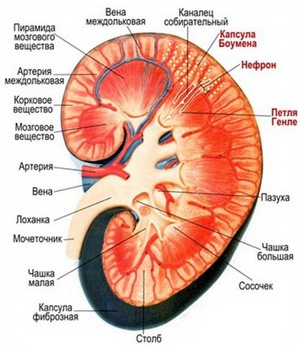 Вена
междольковая
Каналец
собирательный
Пирамида
мозгового
вещества
Капсула
Боумена
Нефрон
Артерия
междольковая
Корковое
вещество
Петля
Генле
Мозговое
вещество
Артерия
Вена
Пазуха
Лоханка
Мочеточник
Чашка
большая
Чашка
малая
Сосочек
Капсула
фиброзная
Столб